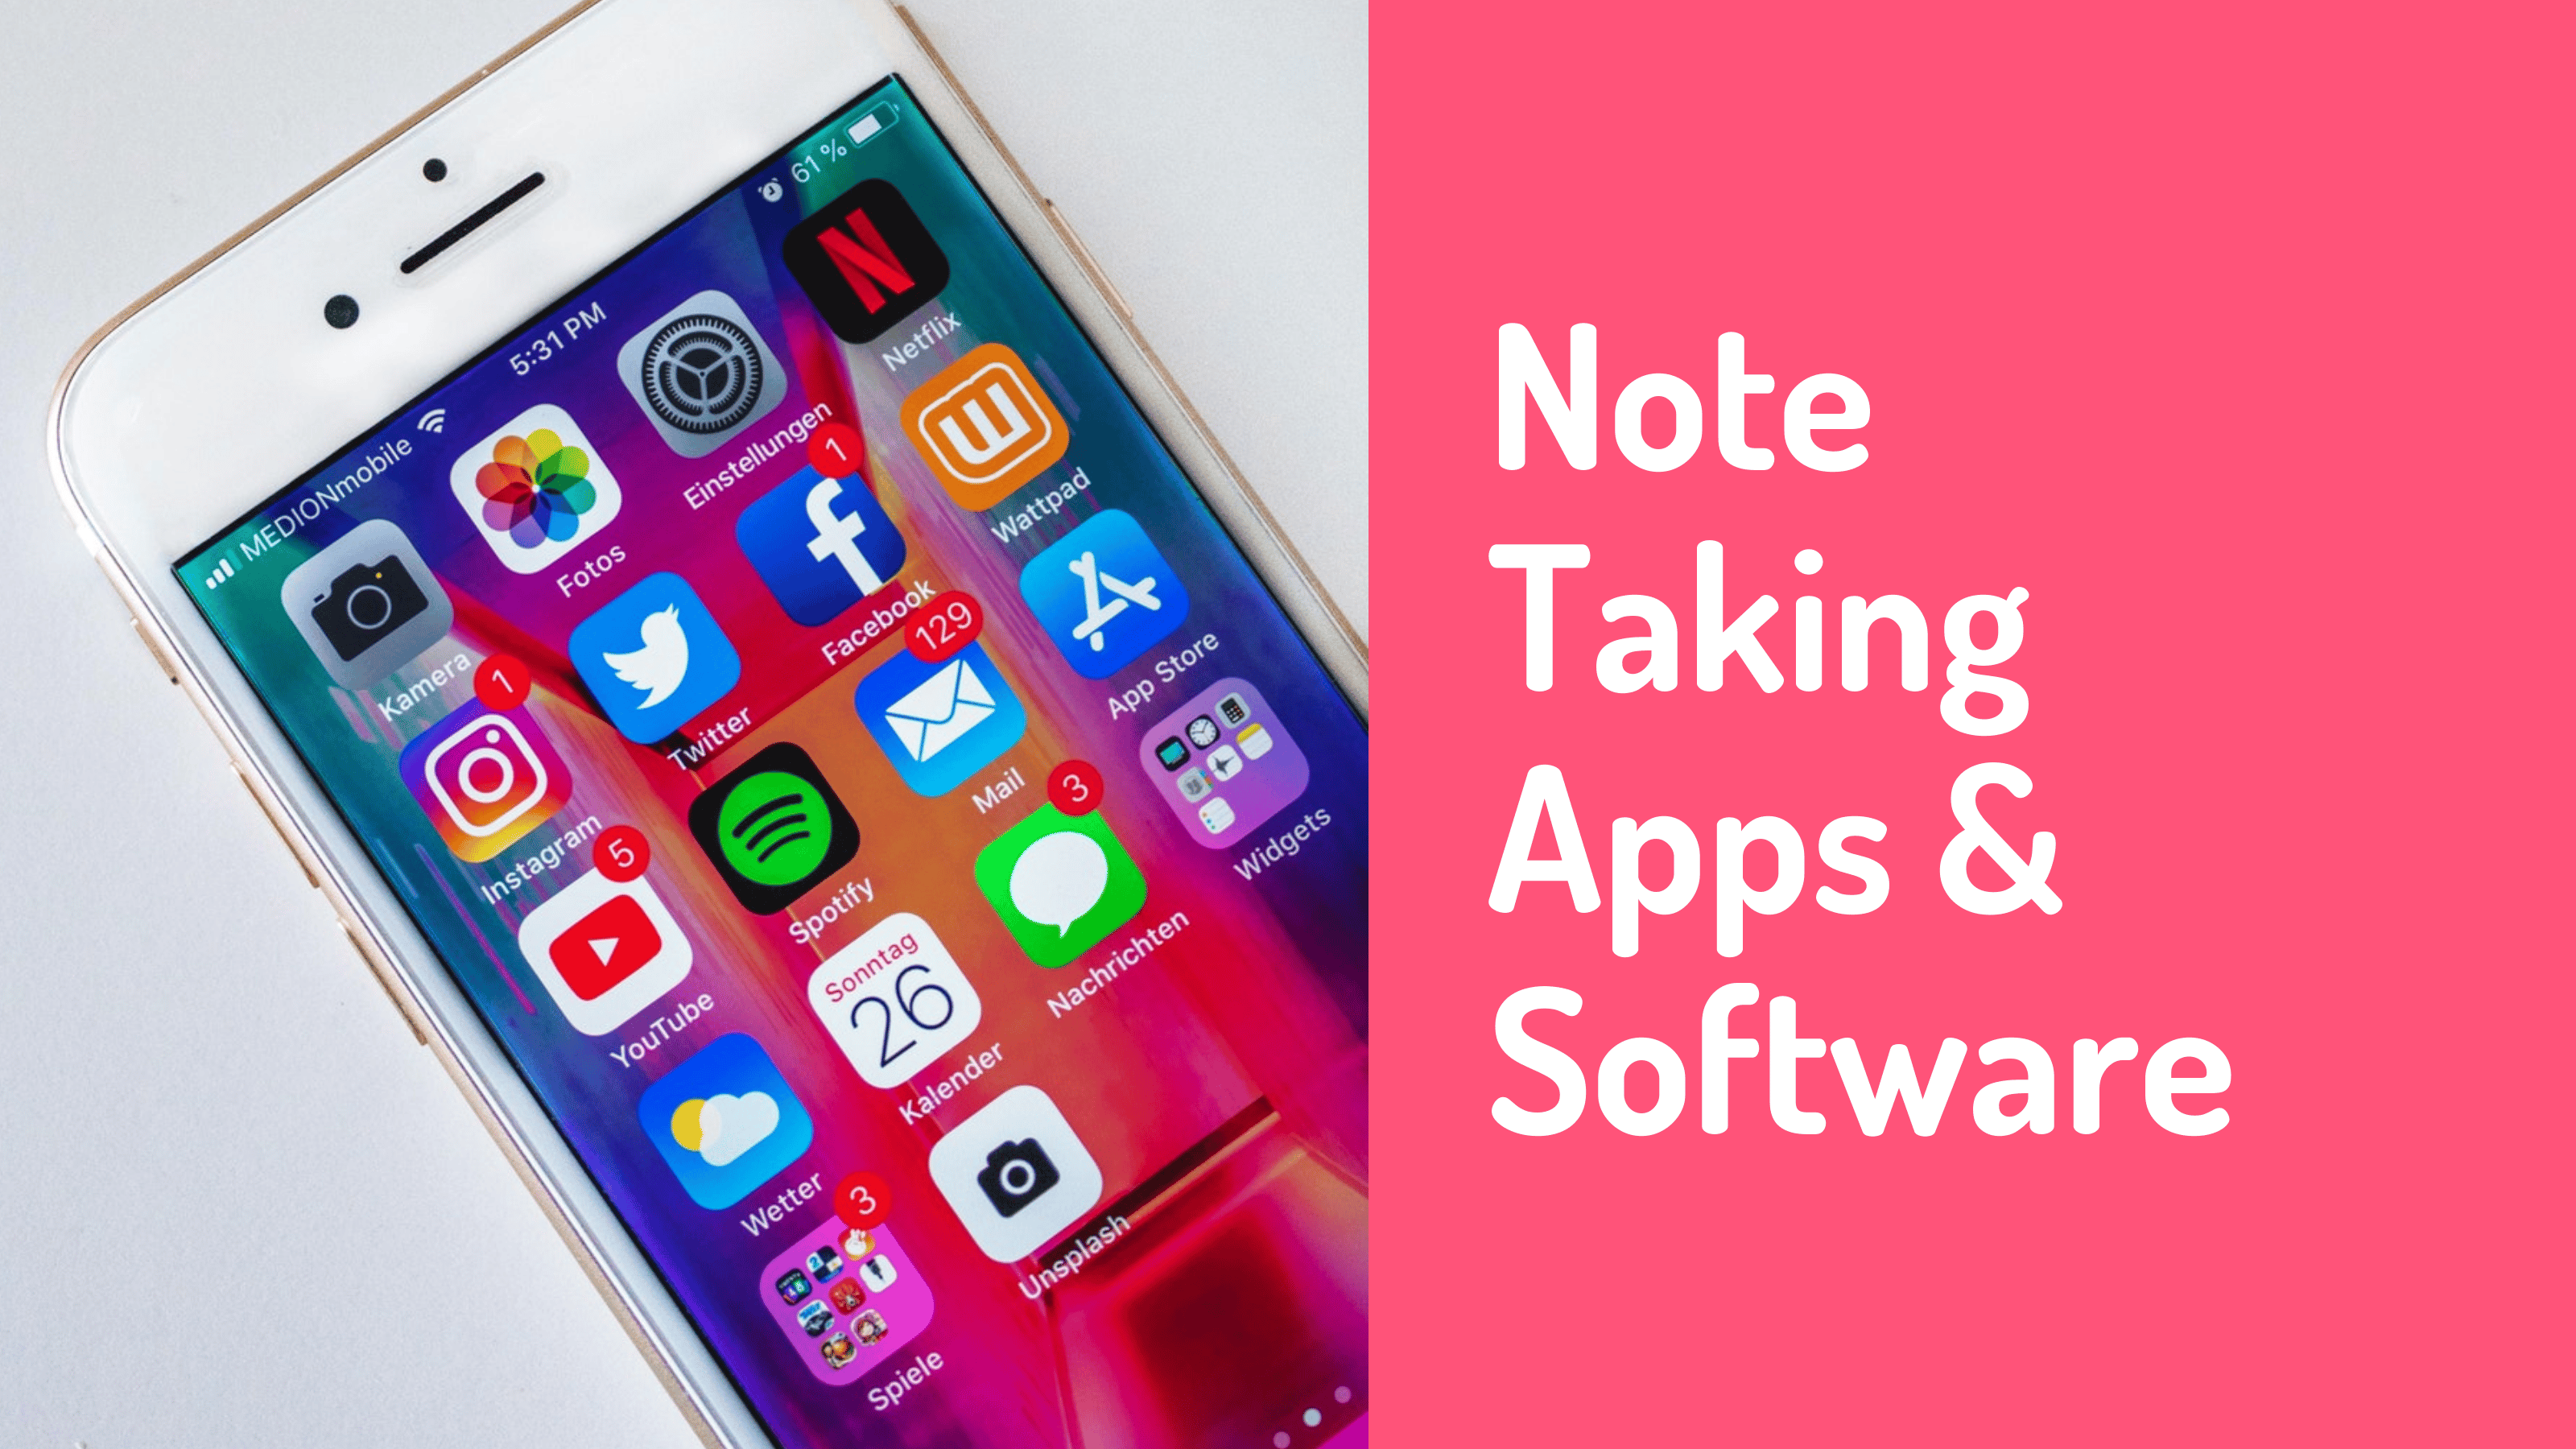 MEDIONmobile
5:31 PM
61 %
Kamera
Fotos
Einstellungen
Netflix
1
Instagram
Twitter
1
f
Facebook
W
Wattpad
5
YouTube
Spotify
129
Mail
App Store
Wetter
Sonntag
26
Kalender
3
Nachrichten
Widgets
3
Spiele
Unsplash
N
Note
Taking
Apps &
Software